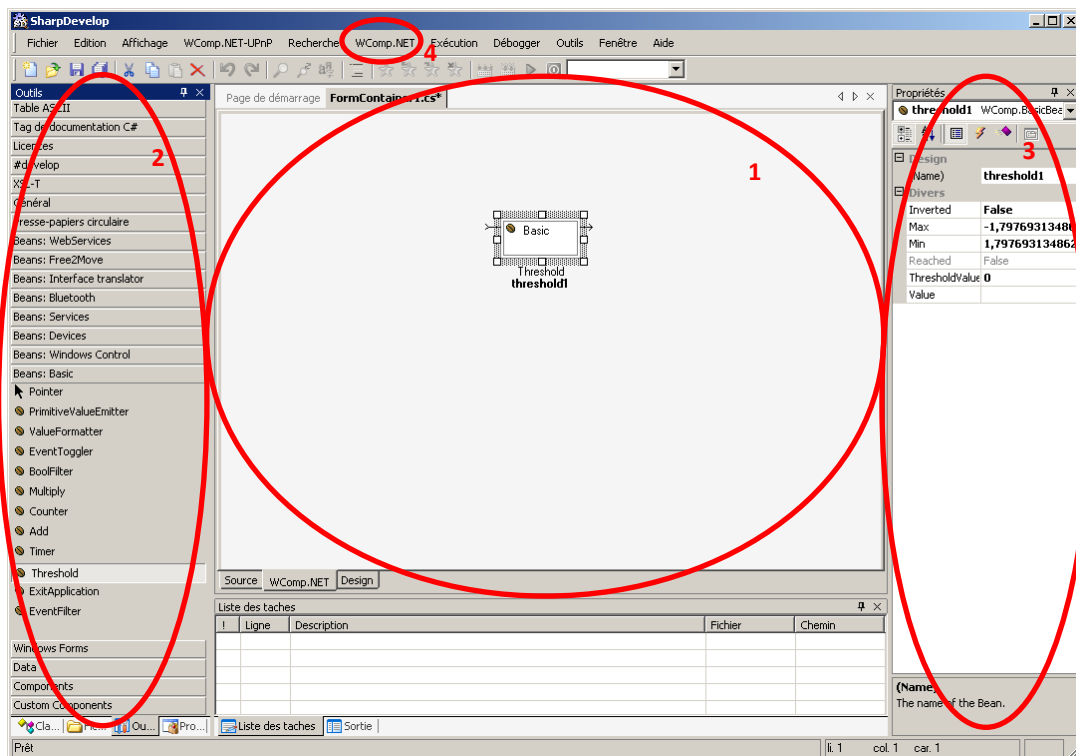 SharpDevelop
Fichier Edition Affichage WComp.NET-UPnP Recherche WComp.NET Exécution Débogger Outils Fenêtre Aide
4
Outils
Table ASCII
Tag de documentation C#
Licences
2
#develop
XSL-T
Général
Presse-papiers circulaire
Beans: WebServices
Beans: Free2Move
Beans: Interface translator
Beans: Bluetooth
Beans: Services
Beans: Devices
Beans: Windows Control
Beans: Basic
Pointer
PrimitiveValueEmitter
ValueFormatter
EventToggler
BoolFilter
Multiply
Counter
Add
Timer
Threshold
ExitApplication
EventFilter
Windows Forms
Data
Components
Custom Components
Cla... Ou... Pro...
Page de démarrage FormContainer1.cs*
1
Basic
Threshold
threshold1
Source WComp.NET Design
Liste des taches
! Ligne Description Fichier Chemin
Liste des taches Sortie
Propriétés
threshold1 WComp.BasicBea
3
Design
(Name) threshold1
Divers
Inverted False
Max -1,79769313486
Min 1,797693134862
Reached False
ThresholdValue 0
Value
(Name)
The name of the Bean.
Prêt
li. 1 col. 1 car. 1